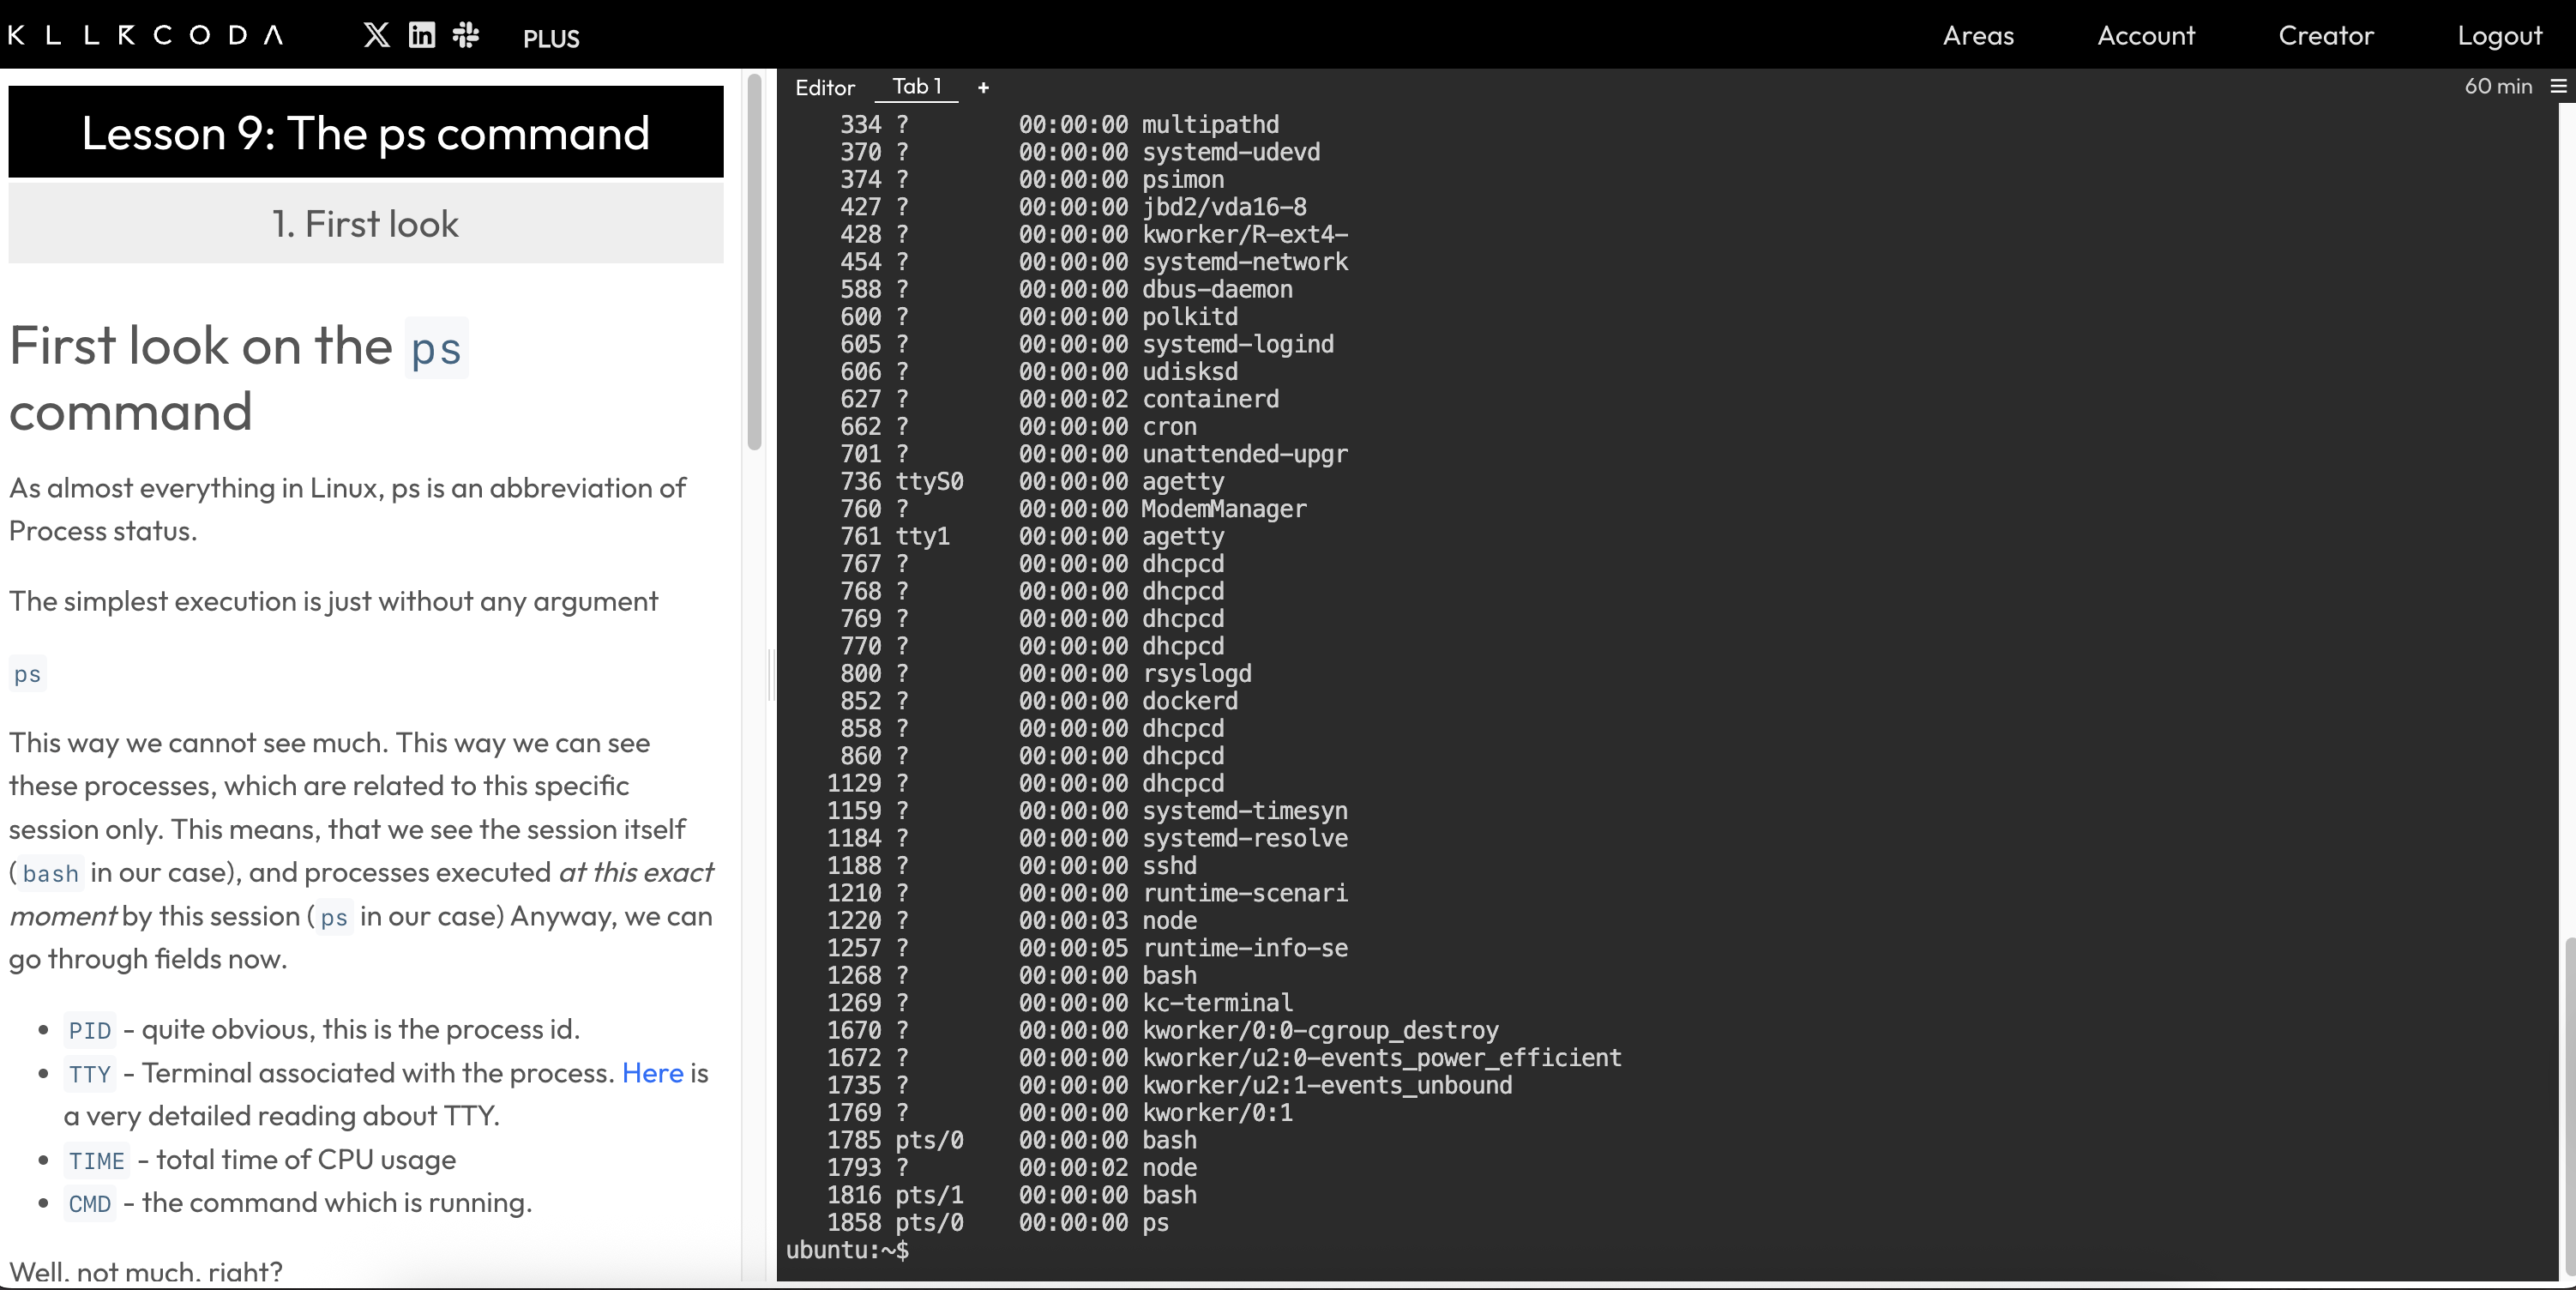 KLLRCODA PLUS Areas Account Creator Logout
Lesson 9: The ps command
1. First look
First look on the ps
command
As almost everything in Linux, ps is an abbreviation of
Process status.
The simplest execution is just without any argument
ps
This way we cannot see much. This way we can see
these processes, which are related to this specific
session only. This means, that we see the session itself
(bash in our case), and processes executed at this exact
moment by this session (ps in our case) Anyway, we can
go through fields now.
• PID - quite obvious, this is the process id.
• TTY - Terminal associated with the process. Here is
a very detailed reading about TTY.
• TIME - total time of CPU usage
• CMD - the command which is running.
Well, not much, right?
Editor Tab 1 + 60 min
334 ? 00:00:00 multipathd
370 ? 00:00:00 systemd-udevd
374 ? 00:00:00 psimon
427 ? 00:00:00 jbd2/vda16-8
428 ? 00:00:00 kworker/R-ext4-
454 ? 00:00:00 systemd-network
588 ? 00:00:00 dbus-daemon
600 ? 00:00:00 polkitd
605 ? 00:00:00 systemd-logind
606 ? 00:00:00 udisksd
627 ? 00:00:02 containerd
662 ? 00:00:00 cron
701 ? 00:00:00 unattended-upgr
736 ttyS0 00:00:00 agetty
760 ? 00:00:00 ModemManager
761 tty1 00:00:00 agetty
767 ? 00:00:00 dhcpcd
768 ? 00:00:00 dhcpcd
769 ? 00:00:00 dhcpcd
770 ? 00:00:00 dhcpcd
800 ? 00:00:00 rsyslogd
852 ? 00:00:00 dockerd
858 ? 00:00:00 dhcpcd
860 ? 00:00:00 dhcpcd
1129 ? 00:00:00 dhcpcd
1159 ? 00:00:00 systemd-timesyn
1184 ? 00:00:00 systemd-resolve
1188 ? 00:00:00 sshd
1210 ? 00:00:00 runtime-scenari
1220 ? 00:00:03 node
1257 ? 00:00:05 runtime-info-se
1268 ? 00:00:00 bash
1269 ? 00:00:00 kc-terminal
1670 ? 00:00:00 kworker/0:0-cgroup_destroy
1672 ? 00:00:00 kworker/u2:0-events_power_efficient
1735 ? 00:00:00 kworker/u2:1-events_unbound
1769 ? 00:00:00 kworker/0:1
1785 pts/0 00:00:00 bash
1793 ? 00:00:02 node
1816 pts/1 00:00:00 bash
1858 pts/0 00:00:00 ps
ubuntu:~$